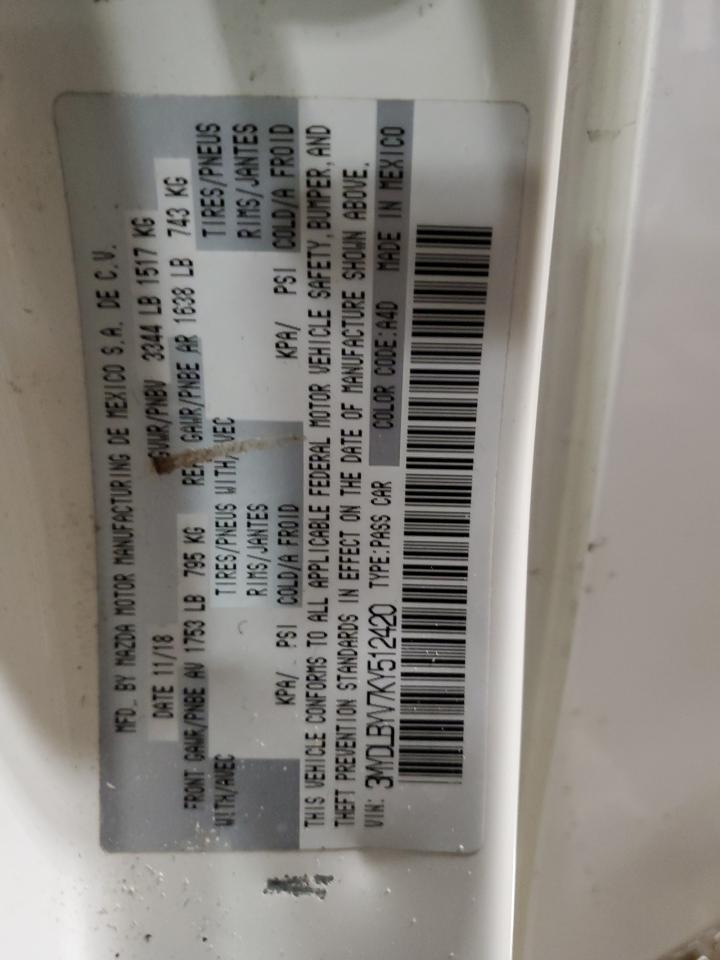 MFD. BY MAZDA MOTOR MANUFACTURING DE MEXICO S.A. DE C.V.
DATE 11/18 GVWR/PNBV 3344 LB 1517 KG
FRONT GAWR/PNBE AV 1753 LB 795 KG REAR GAWR/PNBE AR 1638 LB 743 KG
WITH/AVEC TIRES/PNEUS WITH/AVEC TIRES/PNEUS
RIMS/JANTES RIMS/JANTES
KPA/ PSI COLD/A FROID KPA/ PSI COLD/A FROID
THIS VEHICLE CONFORMS TO ALL APPLICABLE FEDERAL MOTOR VEHICLE SAFETY, BUMPER, AND
THEFT PREVENTION STANDARDS IN EFFECT ON THE DATE OF MANUFACTURE SHOWN ABOVE.
VIN: 3MYDLBYV7KY512420 TYPE:PASS CAR COLOR CODE:A4D MADE IN MEXICO